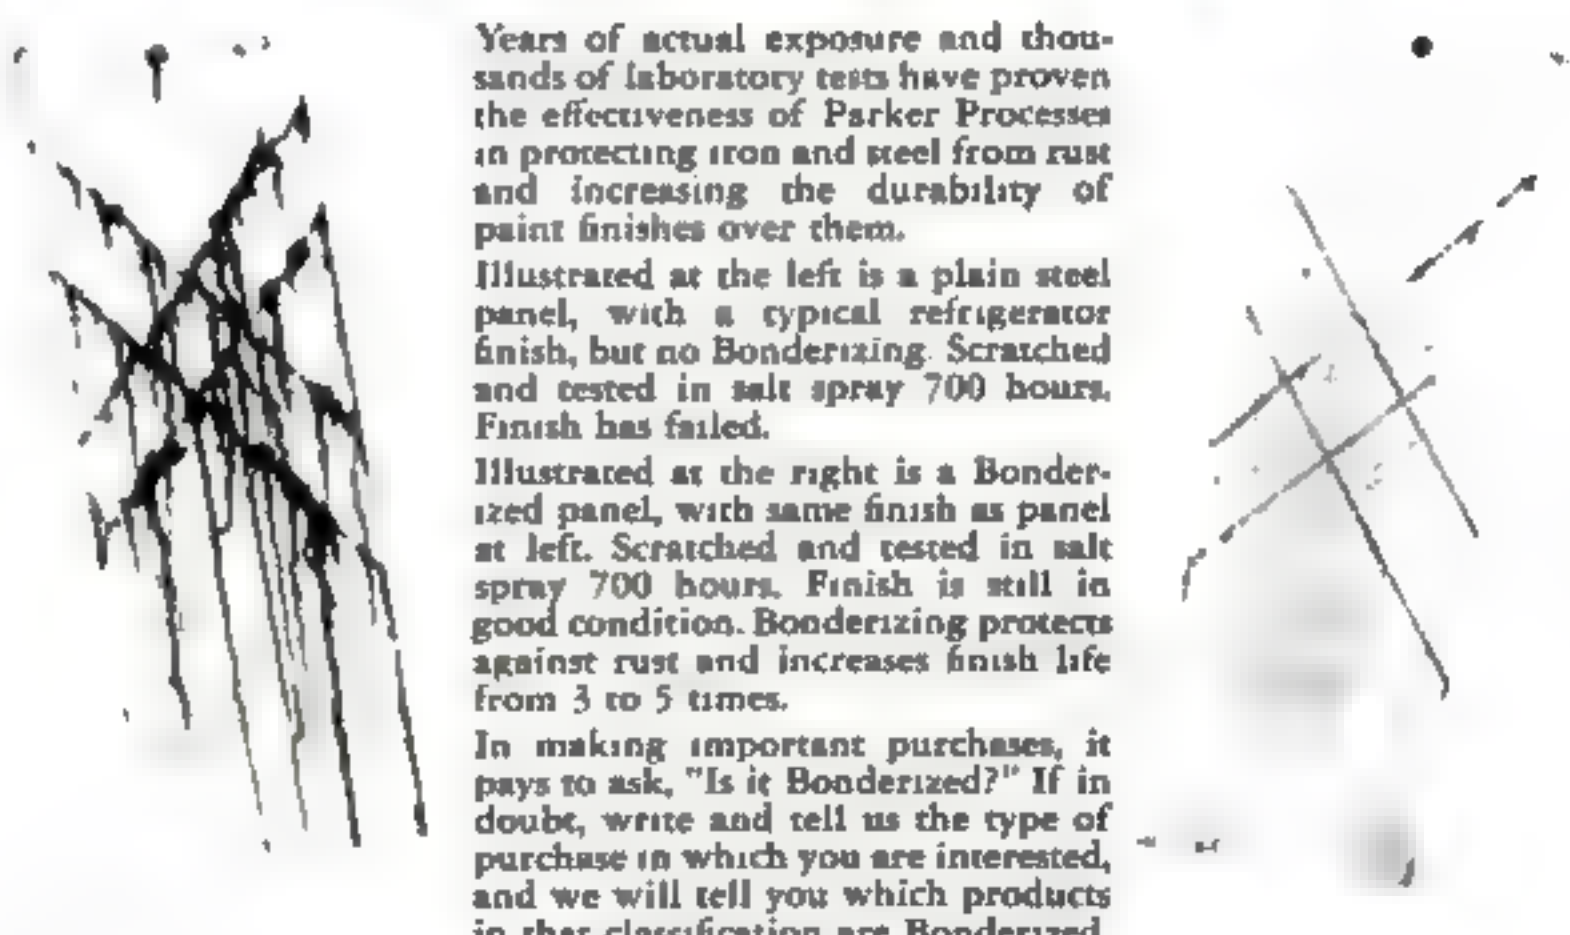 Years of actual exposure and thou-
sands of laboratory tests have proven
the effectiveness of Parker Processes
in protecting iron and steel from rust
and increasing the durability of
paint finishes over them.
Illustrated at the left is a plain steel
panel, with a typical refrigerator
finish, but no Bonderizing. Scratched
and tested in salt spray 700 hours.
Finish has failed.
Illustrated at the right is a Bonder-
ized panel, with same finish as panel
at left. Scratched and tested in salt
spray 700 hours. Finish is still in
good condition. Bonderizing protects
against rust and increases finish life
from 3 to 5 times.
In making important purchases, it
pays to ask, "Is it Bonderized?" If in
doubt, write and tell us the type of
purchase in which you are interested,
and we will tell you which products
in that classification are Bonderized.